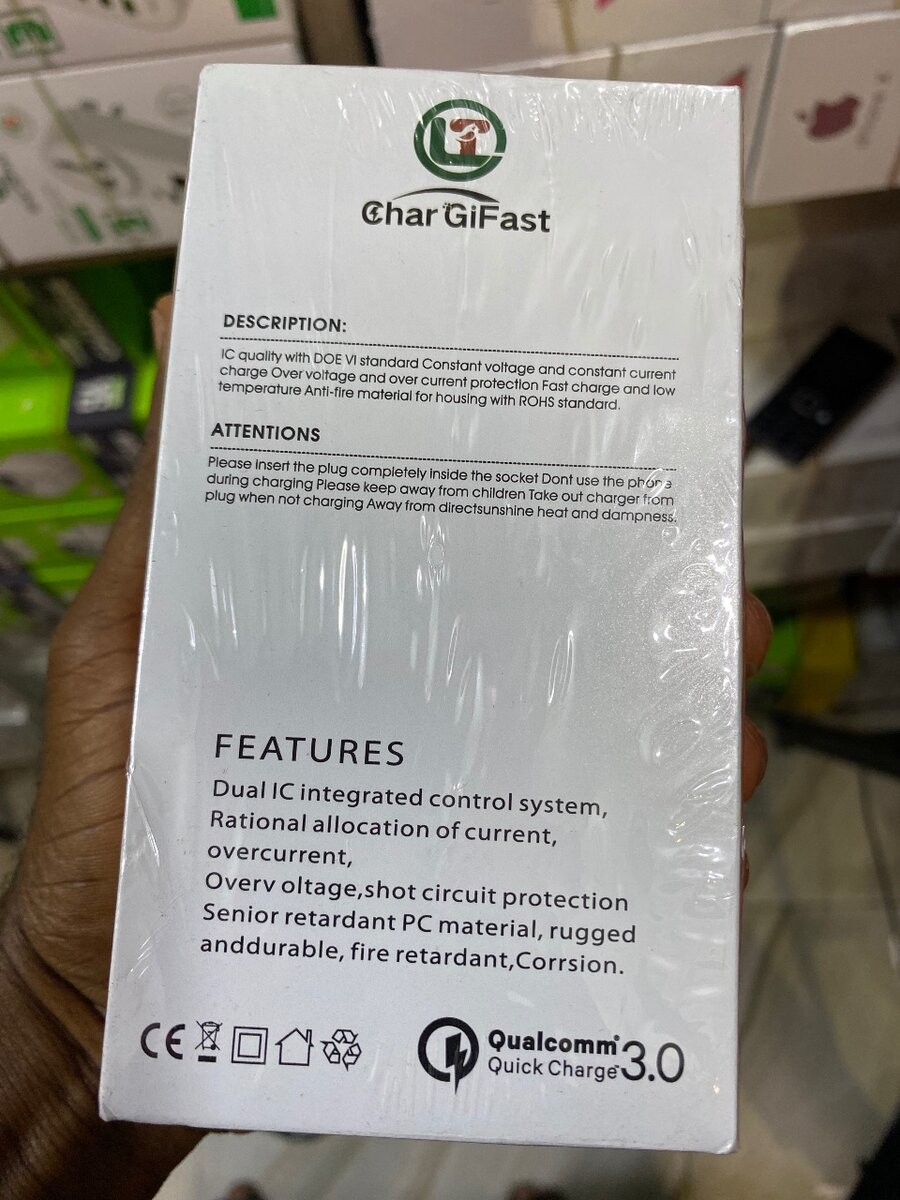 LT
CharGiFast
DESCRIPTION:
IC quality with DOE VI standard Constant voltage and constant current
charge Over voltage and over current protection Fast charge and low
temperature Anti-fire material for housing with ROHS standard.
ATTENTIONS
Please insert the plug completely inside the socket Dont use the phone
during charging Please keep away from children Take out charger from
plug when not charging Away from directsunshine heat and dampness.
FEATURES
Dual IC integrated control system,
Rational allocation of current,
overcurrent,
Overv oltage,shot circuit protection
Senior retardant PC material, rugged
anddurable, fire retardant,Corrsion.
CE
Qualcomm
Quick Charge 3.0